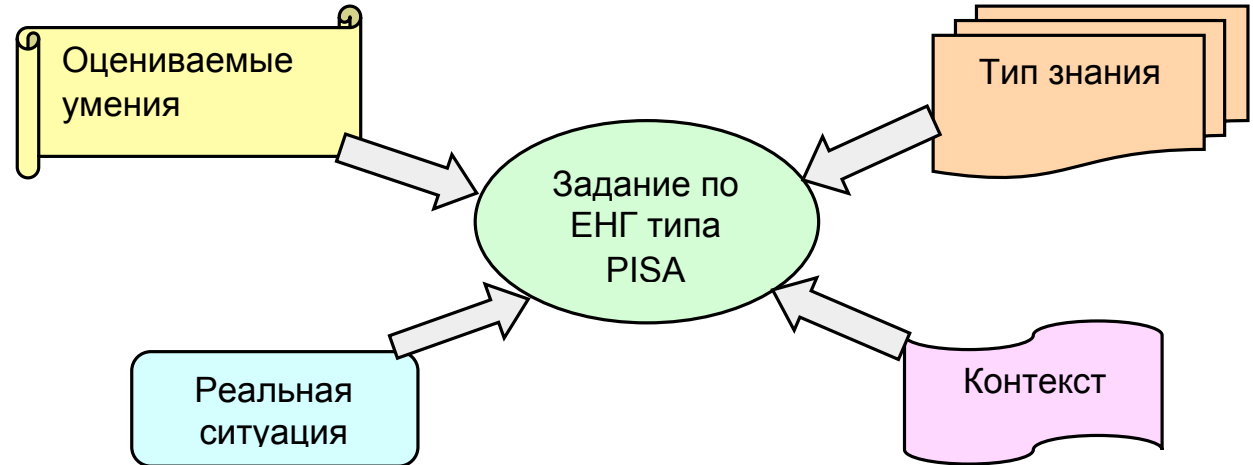 Оцениваемые
умения
Тип знания
Задание по
ЕНГ типа
PISA
Реальная
ситуация
Контекст